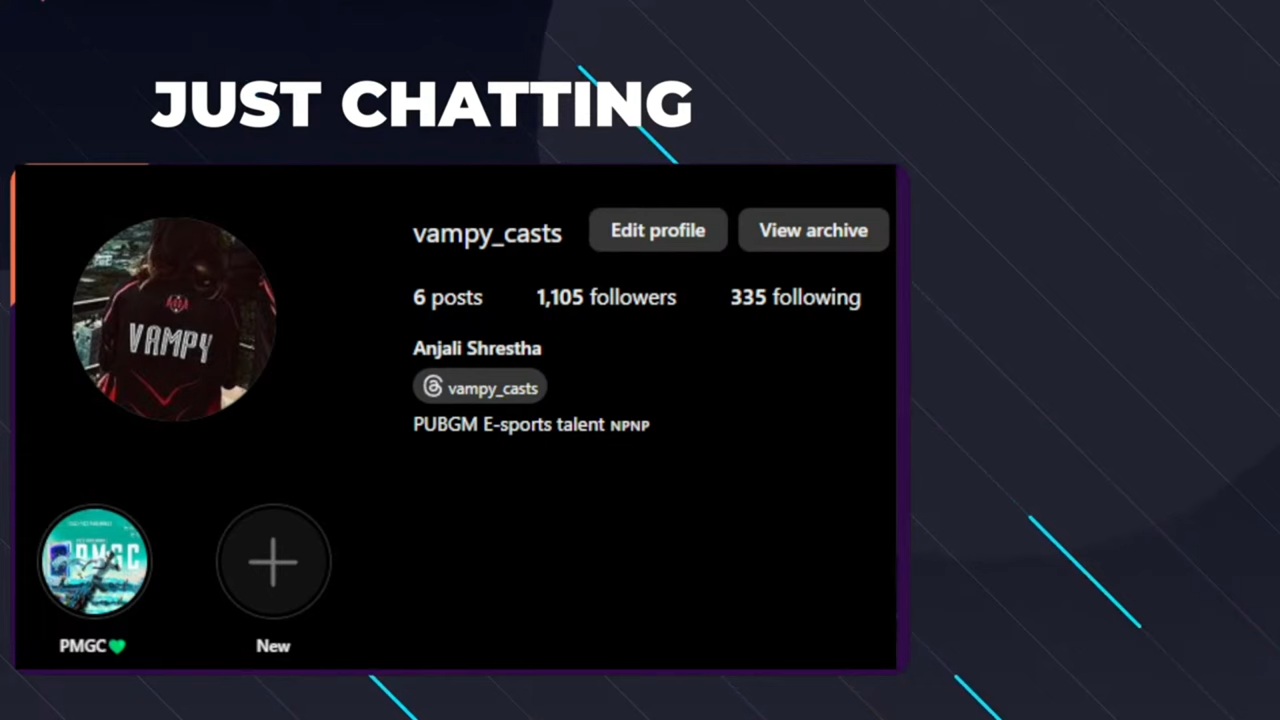 JUST CHATTING
vampy_casts Edit profile View archive
6 posts 1,105 followers 335 following
Anjali Shrestha
vampy_casts
PUBGM E-sports talent NPNP
VAMPY
PMGC
PMGC💚 New